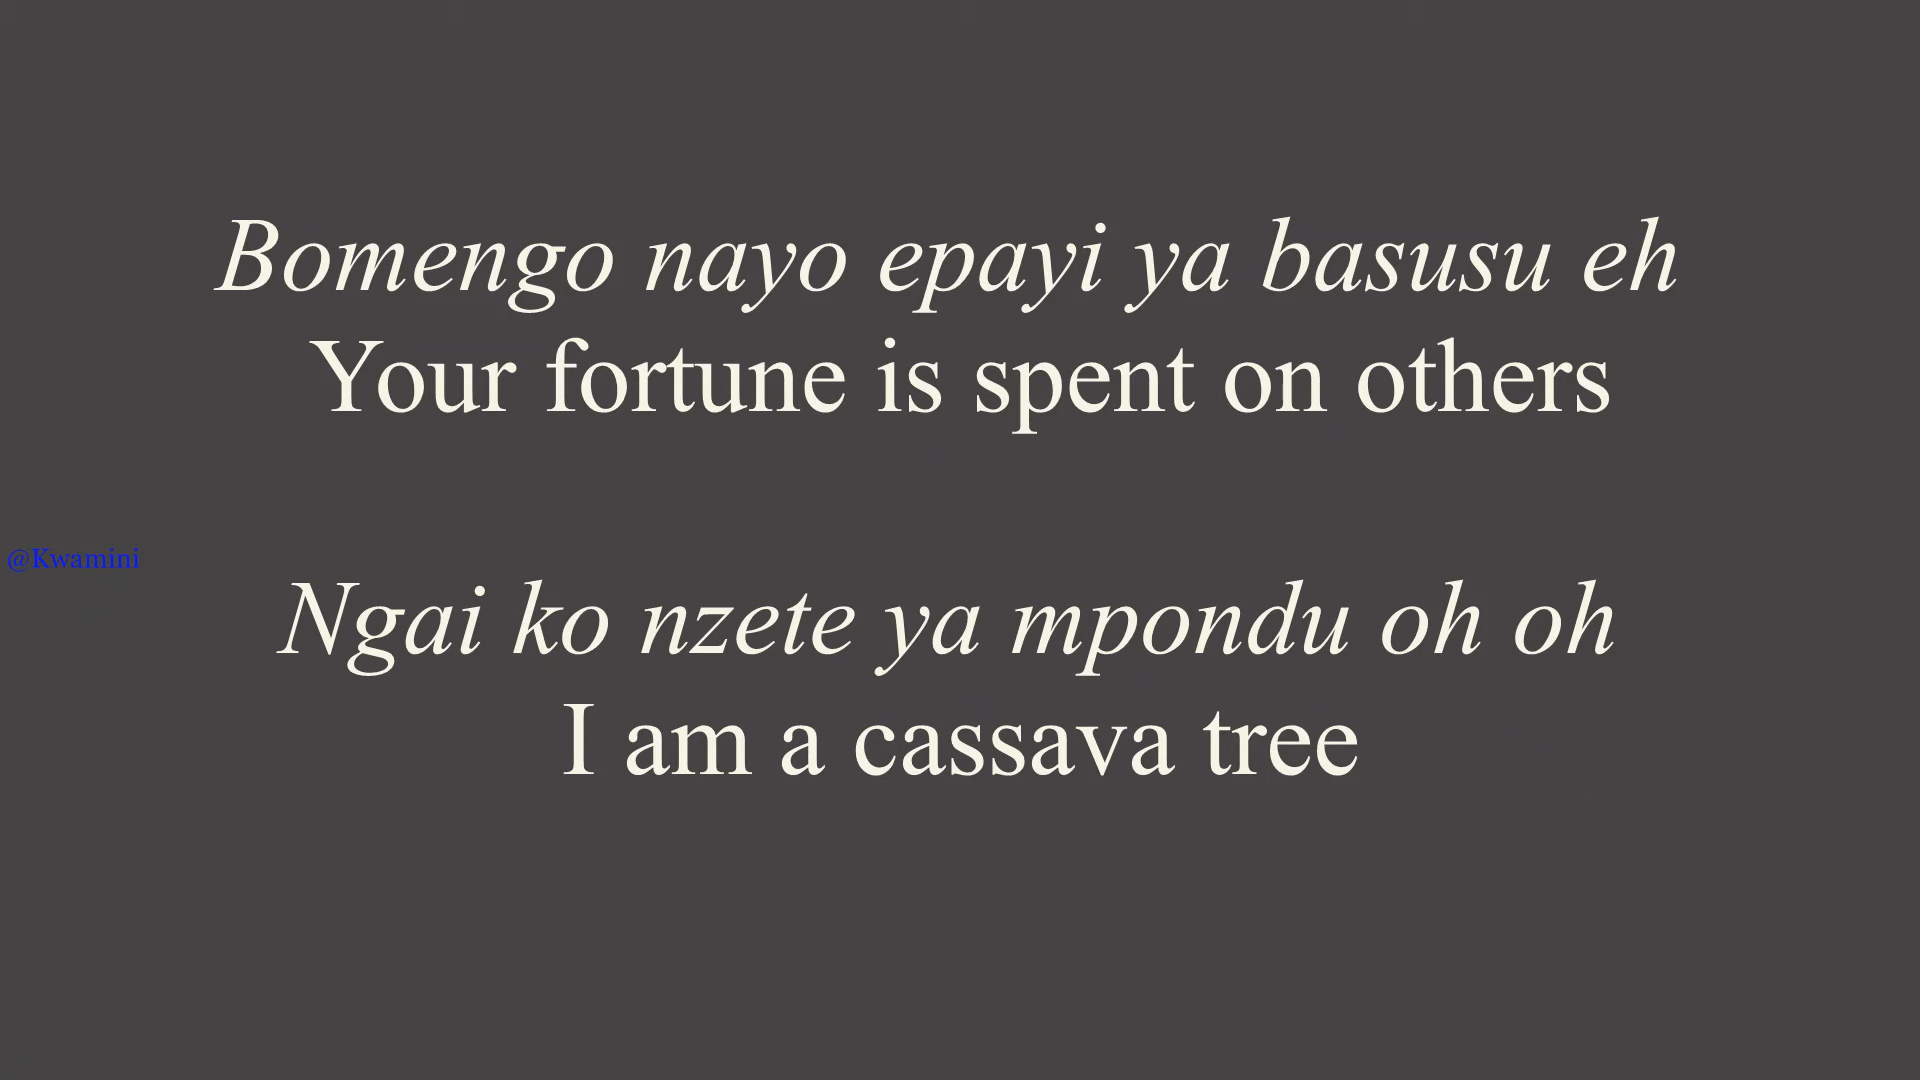 Bomengo nayo epayi ya basusu eh
Your fortune is spent on others
@Kwamini
Ngai ko nzete ya mpondu oh oh
I am a cassava tree